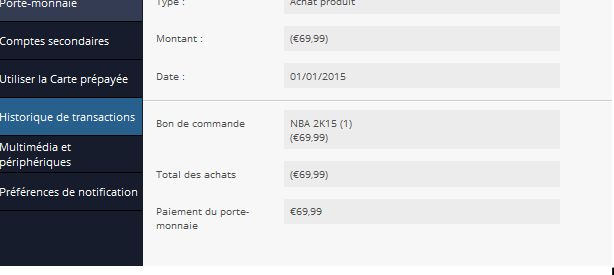 Porte-monnaie
Type :
Achat produit
Comptes secondaires
Montant :
(€69,99)
Utiliser la Carte prépayée
Date :
01/01/2015
Historique de transactions
Bon de commande
NBA 2K15 (1)
(€69,99)
Multimédia et
périphériques
Total des achats
(€69,99)
Préférences de notification
Paiement du porte-
monnaie
€69,99